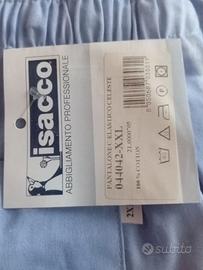 isacco
ABBIGLIAMENTO PROFESSIONALE
PANTALONE C/ELASTICO CELESTE
044042-XXL
100 % COTTON
2X
subito